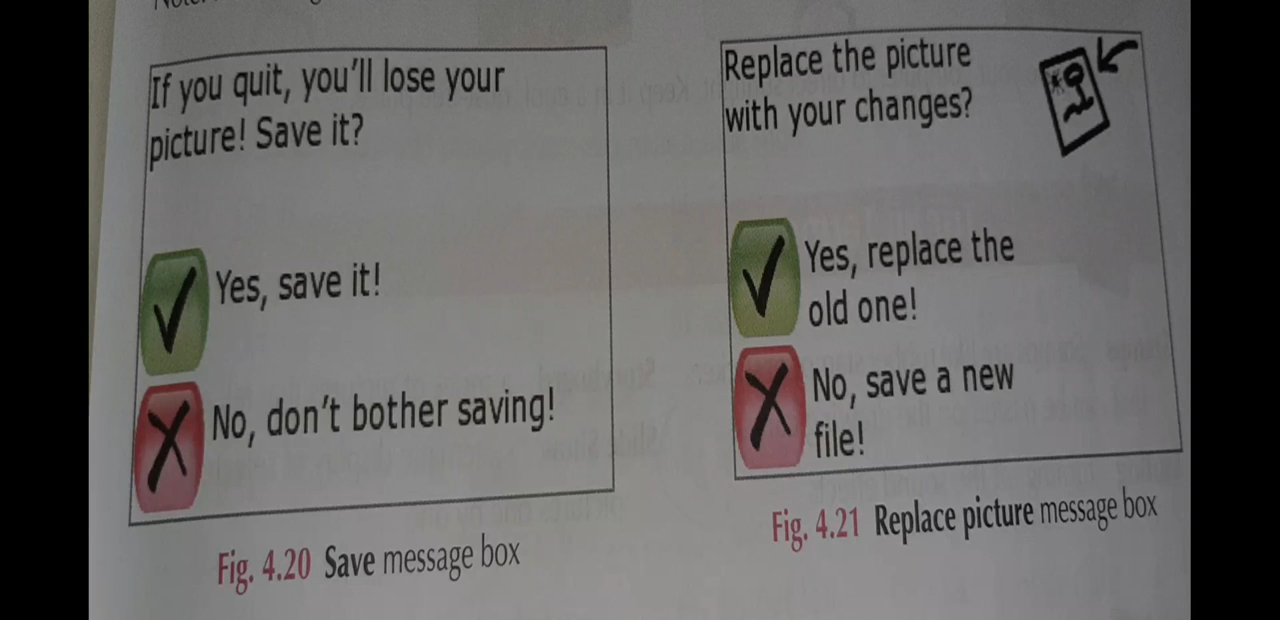 If you quit, you'll lose your
picture! Save it?
Yes, save it!
No, don't bother saving!
Fig. 4.20 Save message box
Replace the picture
with your changes?
Yes, replace the
old one!
No, save a new
file!
Fig. 4.21 Replace picture message box